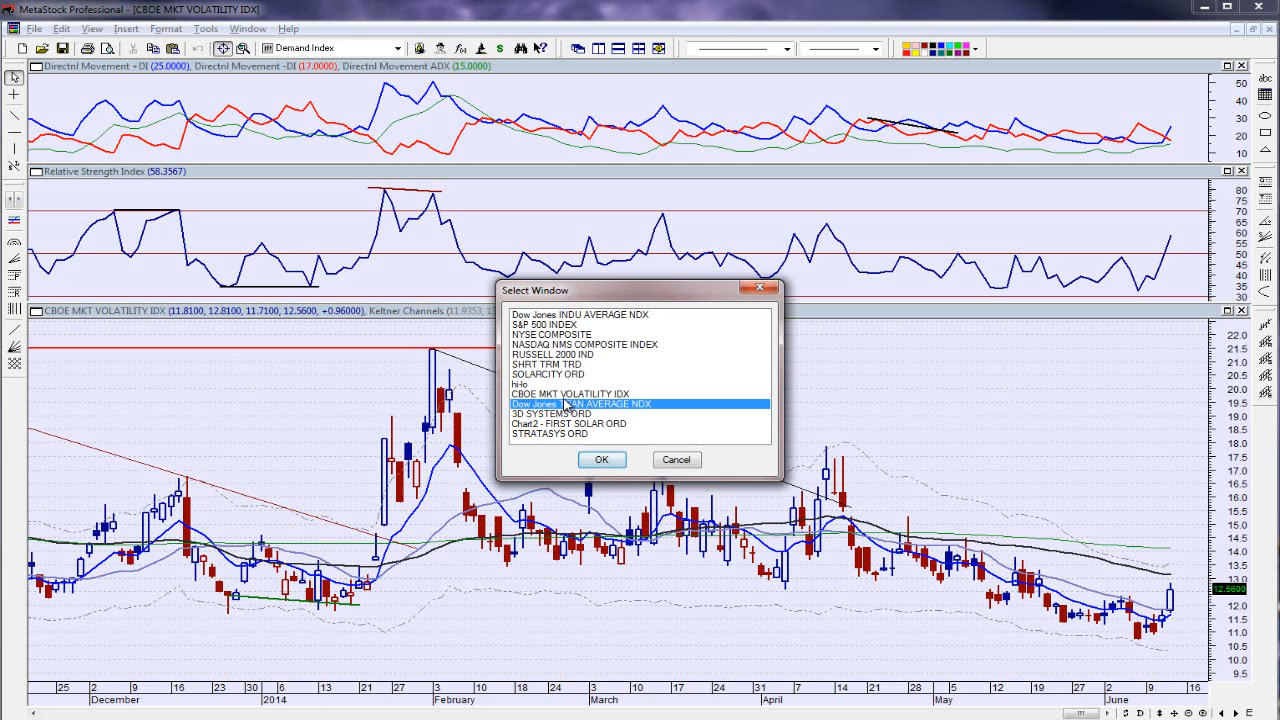 MetaStock Professional - [CBOE MKT VOLATILITY IDX]
File Edit View Insert Format Tools Window Help
Demand Index
Directnl Movement +DI (25.0000), Directnl Movement -DI (17.0000), Directnl Movement ADX (15.0000)
50
40
30
20
10
Relative Strength Index (58.3567)
80
75
70
65
60
55
50
45
40
35
30
CBOE MKT VOLATILITY IDX (11.8100, 12.8100, 11.7100, 12.5600, +0.96000), Keltner Channels (11.9353, 13.
Select Window
Dow Jones INDU AVERAGE NDX
S&P 500 INDEX
NYSE COMPOSITE
NASDAQ NMS COMPOSITE INDEX
RUSSELL 2000 IND
SHRT TRM TRD
SOLARCITY ORD
hi-lo
CBOE MKT VOLATILITY IDX
Dow Jones AN AVERAGE NDX
3D SYSTEMS ORD
Chart2 - FIRST SOLAR ORD
STRATASYS ORD
OK Cancel
22.0
21.5
21.0
20.5
20.0
19.5
19.0
18.5
18.0
17.5
17.0
16.5
16.0
15.5
15.0
14.5
14.0
13.5
13.0
12.5600
12.0
11.5
11.0
10.5
10.0
9.5
25 2 9 16 23 30 6 13 21 27 3 10 18 24 3 10 17 24 31 7 14 21 28 5 12 19 27 2 9 16
December 2014 February March April May June